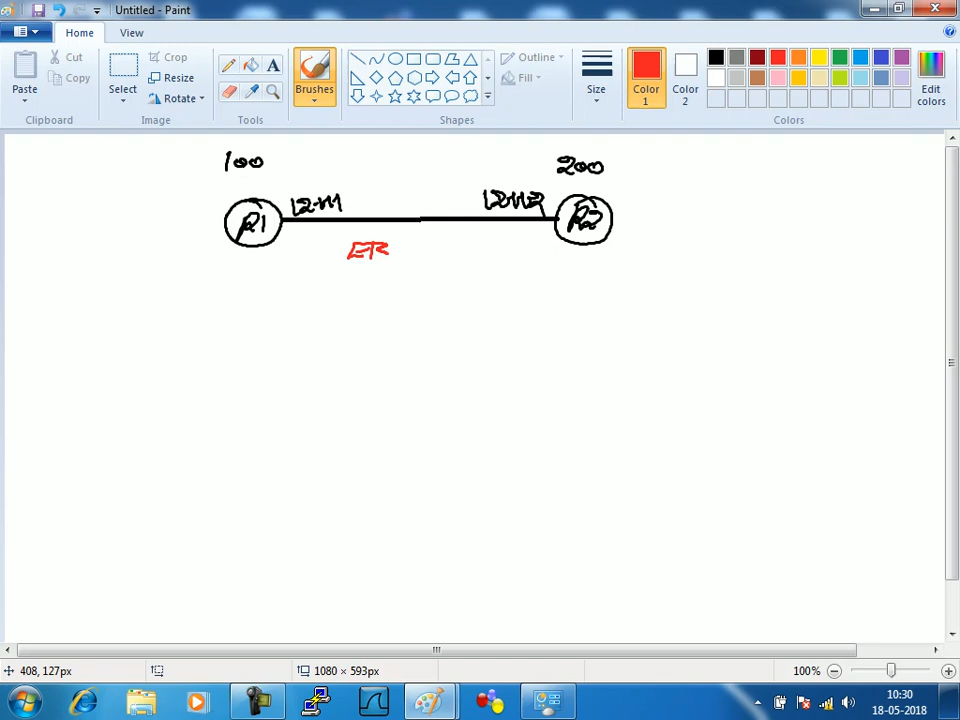 Untitled - Paint
Home
View
Paste
Cut
Copy
Clipboard
Select
Crop
Resize
Rotate
Image
Tools
Brushes
Shapes
Outline
Fill
Size
Color 1
Color 2
Colors
Edit colors
100
200
R1
R2
408, 127px
1080 × 593px
100%
10:30
18-05-2018